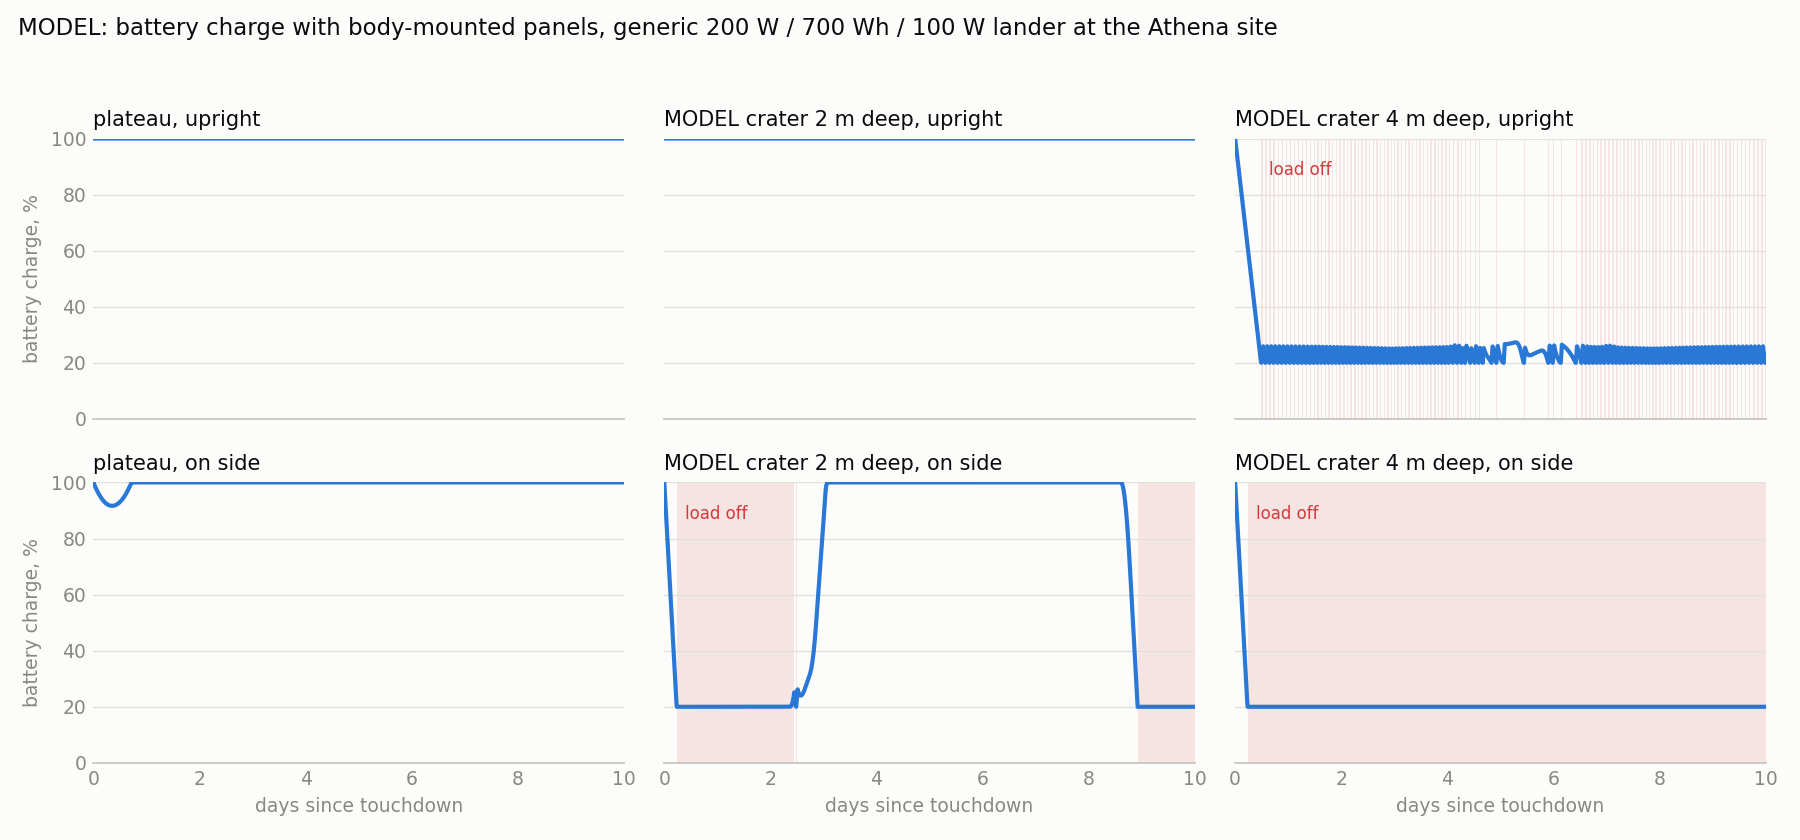 MODEL: battery charge with body-mounted panels, generic 200 W / 700 Wh / 100 W lander at the Athena site
plateau, upright
MODEL crater 2 m deep, upright
MODEL crater 4 m deep, upright
battery charge, %
100
80
60
40
20
0
load off
plateau, on side
MODEL crater 2 m deep, on side
MODEL crater 4 m deep, on side
battery charge, %
100
80
60
40
20
0
load off
load off
0 2 4 6 8 10
0 2 4 6 8 10
0 2 4 6 8 10
days since touchdown
days since touchdown
days since touchdown